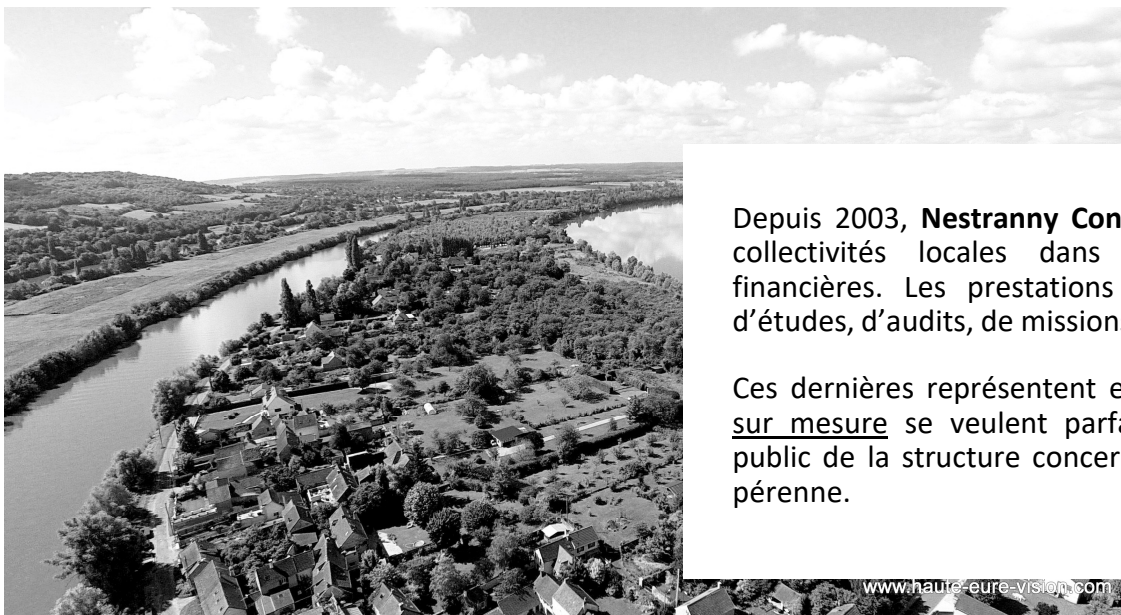 Depuis 2003, Nestranny Con
collectivités locales dans
financières. Les prestations
d’études, d’audits, de mission
Ces dernières représentent e
sur mesure se veulent parfa
public de la structure concer
pérenne.
www.haute-eure-vision.com